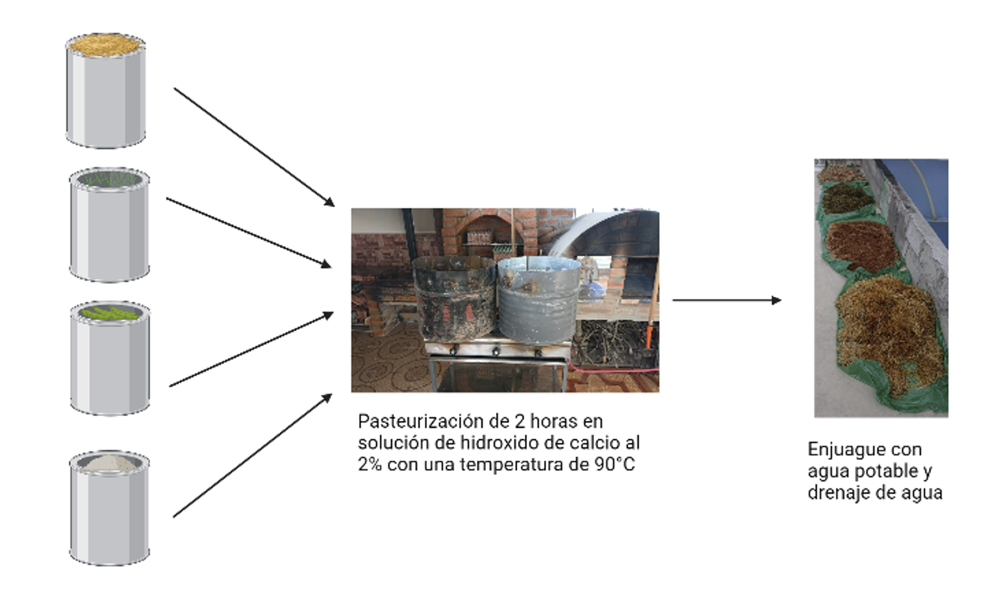 Pasteurización de 2 horas en
solución de hidroxido de calcio al
2% con una temperatura de 90°C
Enjuague con
agua potable y
drenaje de agua